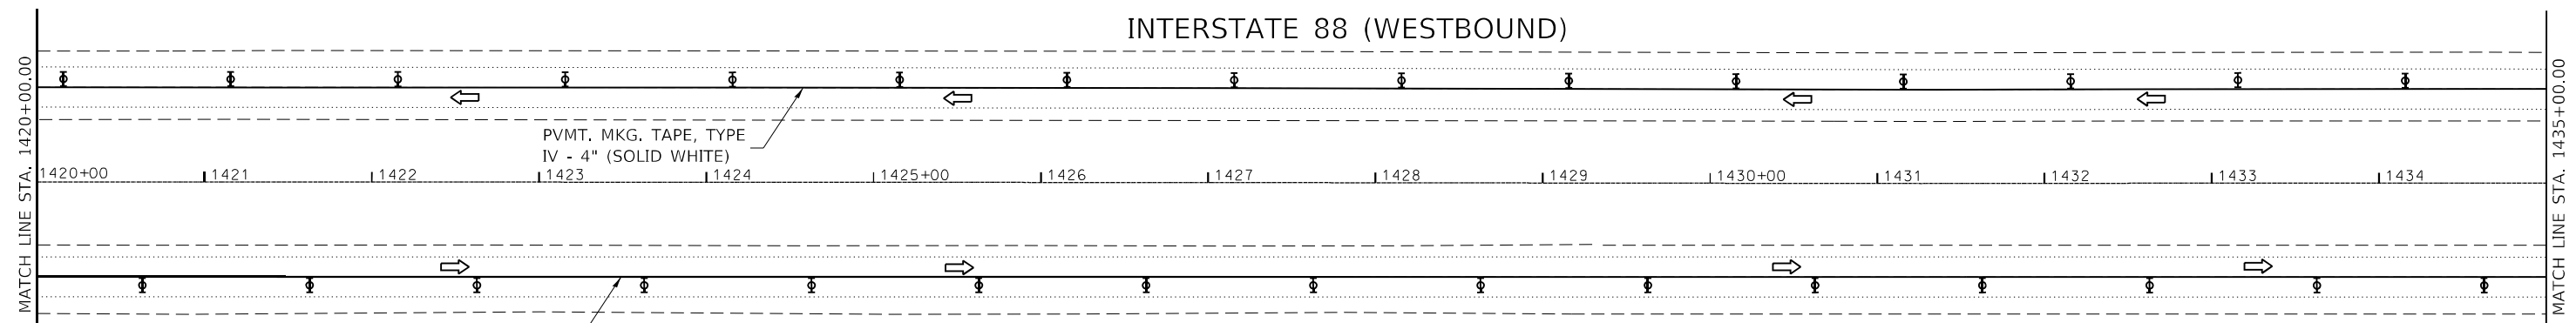 INTERSTATE 88 (WESTBOUND)
MATCH LINE STA. 1420+00.00
PVMT. MKG. TAPE, TYPE
IV - 4" (SOLID WHITE)
1420+00 1421 1422 1423 1424 1425+00 1426 1427 1428 1429 1430+00 1431 1432 1433 1434
MATCH LINE STA. 1435+00.00